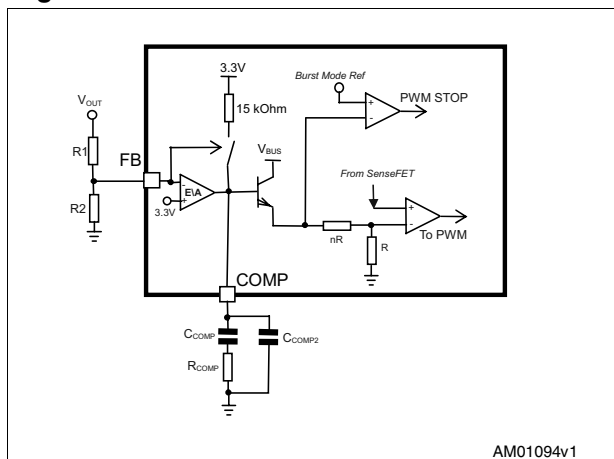 3.3V
Burst Mode Ref
VOUT
15 kOhm
+
PWM STOP
-
R1
FB
VBUS
From SenseFET
-
E\A
+
3.3V
+
-
To PWM
R2
nR
R
COMP
CCOMP
CCOMP2
RCOMP
AM01094v1